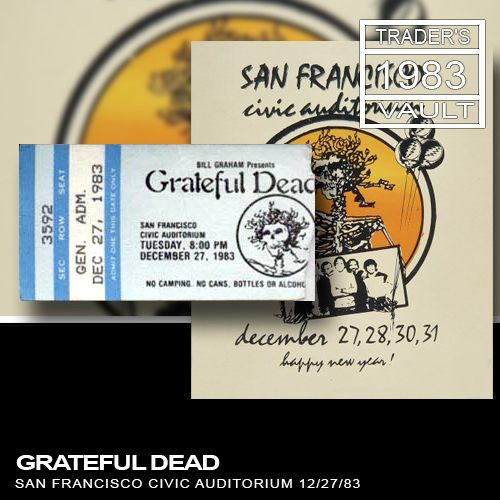 TRADER'S
1983
VAULT
SAN FRANCISCO
civic auditorium
BILL GRAHAM Presents
Grateful Dead
SAN FRANCISCO
CIVIC AUDITORIUM
TUESDAY, 8:00 PM
DECEMBER 27, 1983
NO CAMPING. NO CANS, BOTTLES OR ALCOHO
3592
SEC ROW SEAT
GEN. ADM.
DEC 27, 1983
ADMIT ONE THIS DATE ONLY
december 27,28,30,31
happy new year!
GRATEFUL DEAD
SAN FRANCISCO CIVIC AUDITORIUM 12/27/83